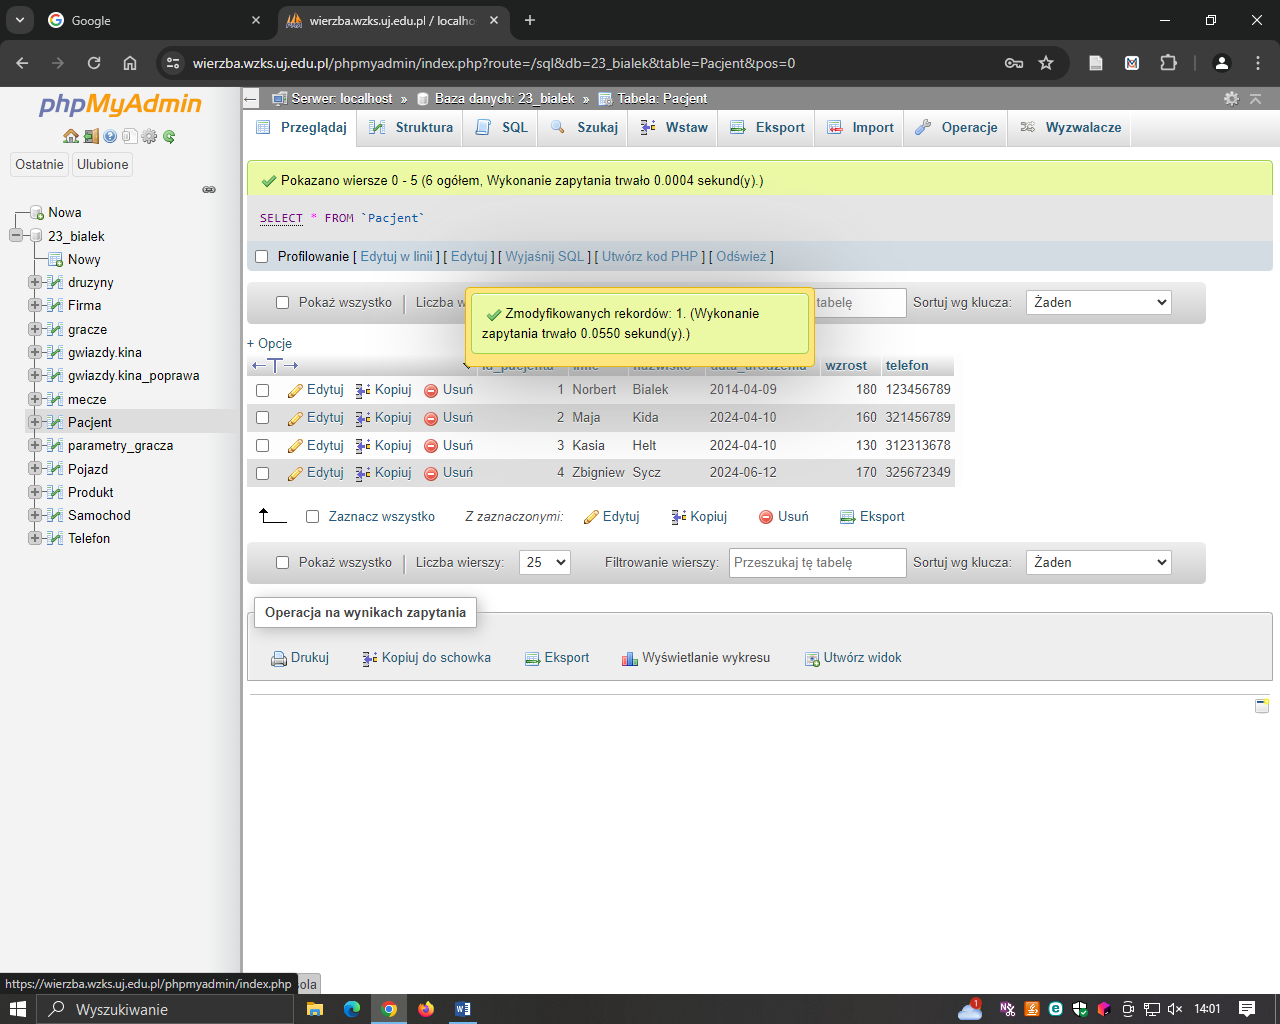 Google
wierzba.wzks.uj.edu.pl / localho
wierzba.wzks.uj.edu.pl/phpmyadmin/index.php?route=/sql&db=23_bialek&table=Pacjent&pos=0
phpMyAdmin
Ostatnie Ulubione
Nowa
23_bialek
Nowy
druzyny
Firma
gracze
gwiazdy.kina
gwiazdy.kina_poprawa
mecze
Pacjent
parametry_gracza
Pojazd
Produkt
Samochod
Telefon
Serwer: localhost » Baza danych: 23_bialek » Tabela: Pacjent
Przeglądaj Struktura SQL Szukaj Wstaw Eksport Import Operacje Wyzwalacze
Pokazano wiersze 0 - 5 (6 ogółem, Wykonanie zapytania trwało 0.0004 sekund(y).)
SELECT * FROM `Pacjent`
Profilowanie [ Edytuj w linii ] [ Edytuj ] [ Wyjaśnij SQL ] [ Utwórz kod PHP ] [ Odśwież ]
Pokaż wszystko Liczba w tabelę Sortuj wg klucza: Żaden
Zmodyfikowanych rekordów: 1. (Wykonanie
zapytania trwało 0.0550 sekund(y).)
+ Opcje
id_pacjenta imie nazwisko data_urodzenia wzrost telefon
Edytuj Kopiuj Usuń 1 Norbert Bialek 2014-04-09 180 123456789
Edytuj Kopiuj Usuń 2 Maja Kida 2024-04-10 160 321456789
Edytuj Kopiuj Usuń 3 Kasia Helt 2024-04-10 130 312313678
Edytuj Kopiuj Usuń 4 Zbigniew Sycz 2024-06-12 170 325672349
Zaznacz wszystko Z zaznaczonymi: Edytuj Kopiuj Usuń Eksport
Pokaż wszystko Liczba wierszy: 25 Filtrowanie wierszy: Przeszukaj tę tabelę Sortuj wg klucza: Żaden
Operacja na wynikach zapytania
Drukuj Kopiuj do schowka Eksport Wyświetlanie wykresu Utwórz widok
https://wierzba.wzks.uj.edu.pl/phpmyadmin/index.php sola
Wyszukiwanie
1
14:01